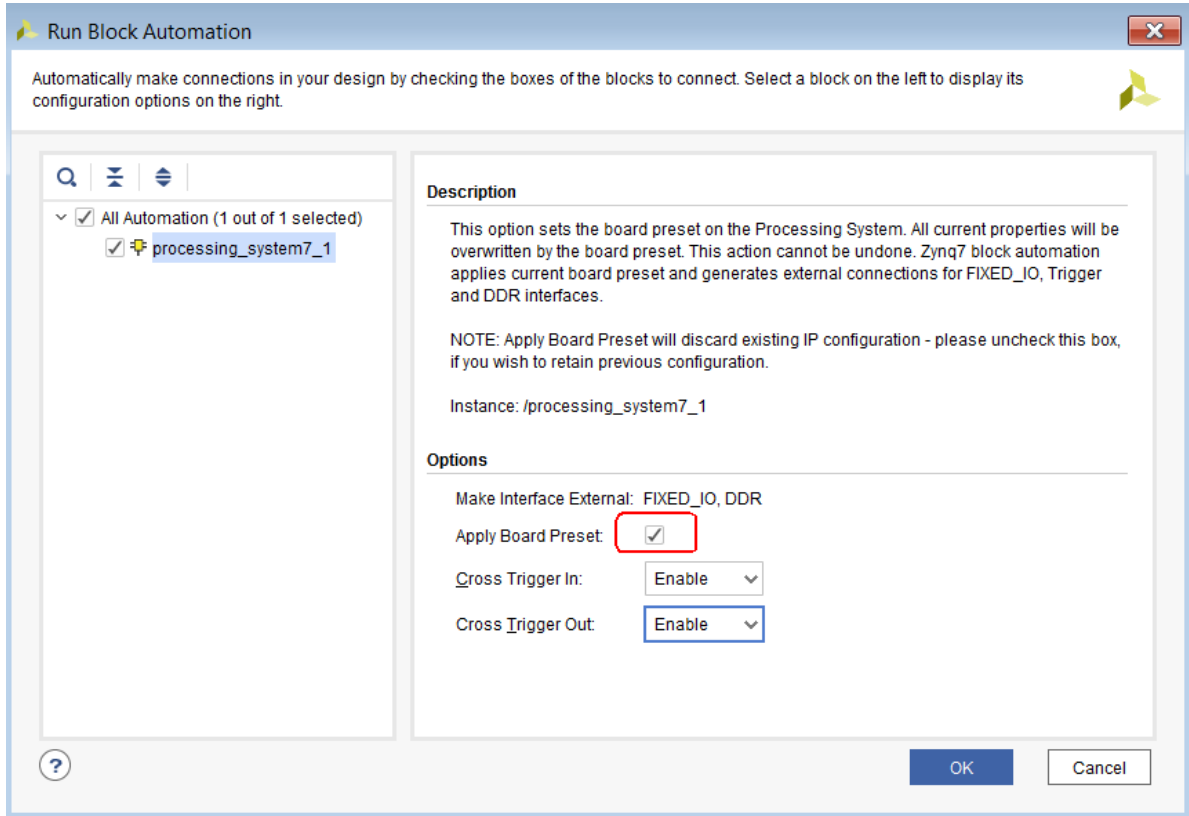 Run Block Automation
Automatically make connections in your design by checking the boxes of the blocks to connect. Select a block on the left to display its
configuration options on the right.
All Automation (1 out of 1 selected)
processing_system7_1
Description
This option sets the board preset on the Processing System. All current properties will be
overwritten by the board preset. This action cannot be undone. Zynq7 block automation
applies current board preset and generates external connections for FIXED_IO, Trigger
and DDR interfaces.
NOTE: Apply Board Preset will discard existing IP configuration - please uncheck this box,
if you wish to retain previous configuration.
Instance: /processing_system7_1
Options
Make Interface External: FIXED_IO, DDR
Apply Board Preset:
Cross Trigger In: Enable
Cross Trigger Out: Enable
? OK Cancel